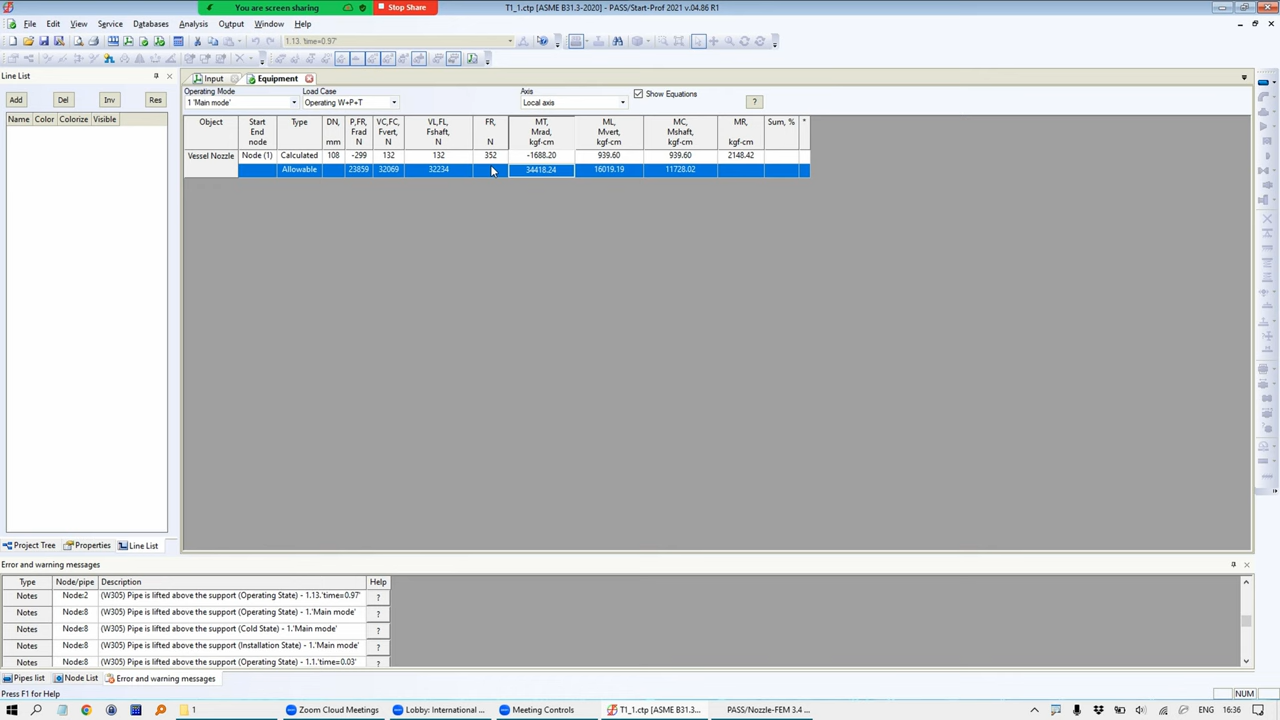 You are screen sharing
Stop Share
T1_1.ctp [ASME B31.3-2020] - PASS/Start-Prof 2021 v.04.86 R1
File Edit View Service Databases Analysis Output Window Help
1.13.'time=0.97'
Line List
Input
Equipment
Operating Mode
Load Case
Axis
Show Equations
1 'Main mode'
Operating W+P+T
Local axis
?
Add
Del
Inv
Res
Name Color Colorize Visible
Object
Start End node
Type
DN, mm
P,FR, Frad N
VC,FC, Fvert, N
VL,FL, Fshaft, N
FR, N
MT, Mrad, kgf-cm
ML, Mvert, kgf-cm
MC, Mshaft, kgf-cm
MR, kgf-cm
Sum, %
*
Vessel Nozzle Node (1) Calculated 108 -299 132 132 352 -1688.20 939.60 939.60 2148.42
Allowable 23859 32069 32234 34418.24 16019.19 11728.02
Project Tree Properties Line List
Error and warning messages
Type Node/pipe Description Help
Notes Node:2 (W305) Pipe is lifted above the support (Operating State) - 1.13.'time=0.97' ?
Notes Node:8 (W305) Pipe is lifted above the support (Operating State) - 1.'Main mode' ?
Notes Node:8 (W305) Pipe is lifted above the support (Cold State) - 1.'Main mode' ?
Notes Node:8 (W305) Pipe is lifted above the support (Installation State) - 1.'Main mode' ?
Notes Node:8 (W305) Pipe is lifted above the support (Operating State) - 1.1.'time=0.03' ?
Pipes list Node List Error and warning messages
Press F1 for Help
NUM
1
Zoom Cloud Meetings
Lobby: International ...
Meeting Controls
T1_1.ctp [ASME B31.3...
PASS/Nozzle-FEM 3.4 ...
ENG
16:36